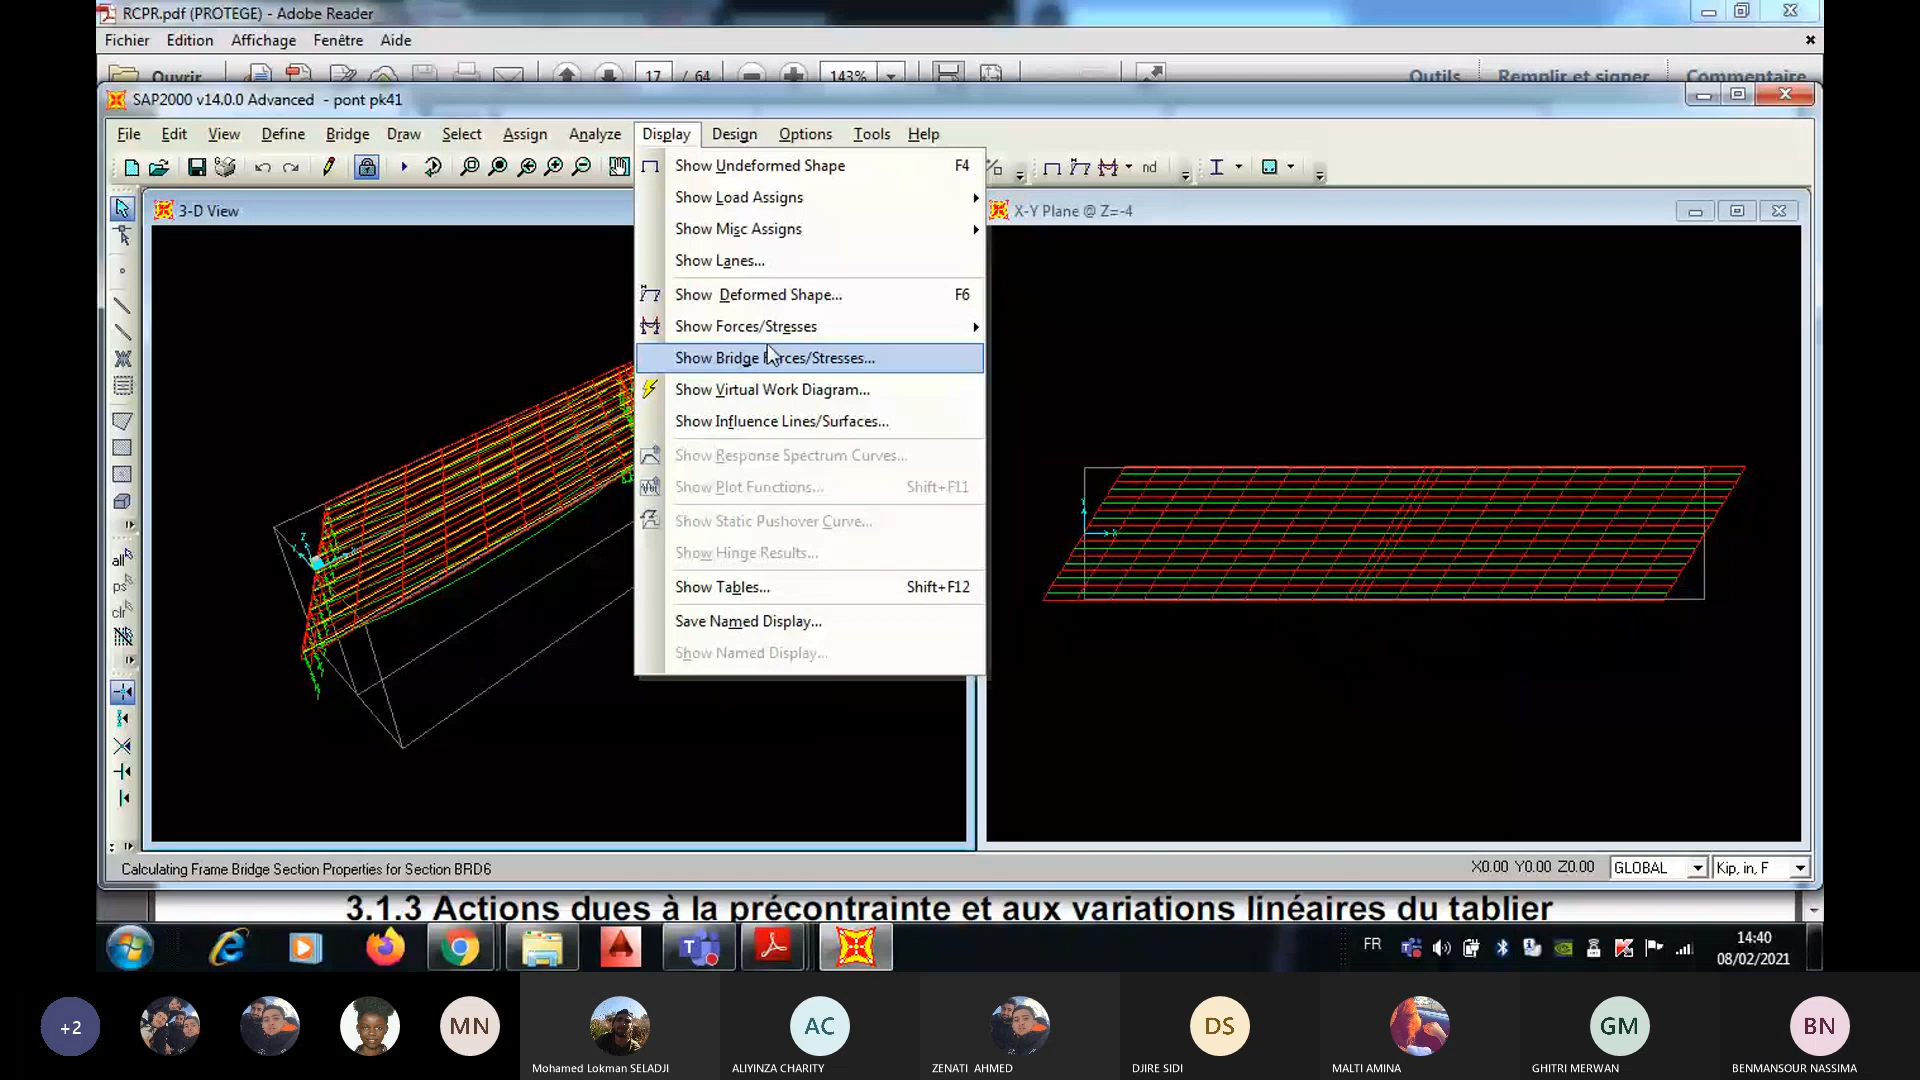 RCPR.pdf (PROTEGE) - Adobe Reader
Fichier Edition Affichage Fenêtre Aide
Ouvrir 17 / 64 143% Outils Remplir et signer Commentaire
SAP2000 v14.0.0 Advanced - pont pk41
File Edit View Define Bridge Draw Select Assign Analyze Display Design Options Tools Help
nd
3-D View
X-Y Plane @ Z=-4
Show Undeformed Shape F4
Show Load Assigns
Show Misc Assigns
Show Lanes...
Show Deformed Shape... F6
Show Forces/Stresses
Show Bridge Forces/Stresses...
Show Virtual Work Diagram...
Show Influence Lines/Surfaces...
Show Response Spectrum Curves...
Show Plot Functions... Shift+F11
Show Static Pushover Curve...
Show Hinge Results...
Show Tables... Shift+F12
Save Named Display...
Show Named Display...
all
ps
clr
Calculating Frame Bridge Section Properties for Section BRD6
X0.00 Y0.00 Z0.00 GLOBAL Kip, in, F
3.1.3 Actions dues à la précontrainte et aux variations linéaires du tablier
FR
14:40
08/02/2021
+2 MN AC DS GM BN
Mohamed Lokman SELADJI ALIYINZA CHARITY ZENATI AHMED DJIRE SIDI MALTI AMINA GHITRI MERWAN BENMANSOUR NASSIMA